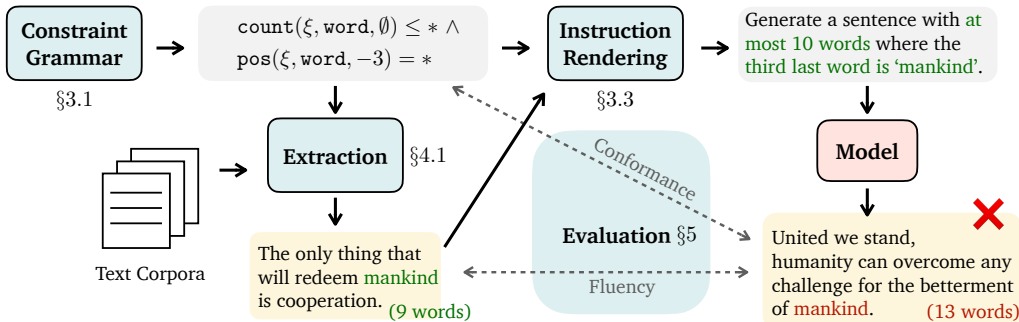 Constraint
Grammar
§3.1
count(ξ, word, ∅) ≤ * ∧
pos(ξ, word, −3) = *
Instruction
Rendering
§3.3
Generate a sentence with at
most 10 words where the
third last word is ‘mankind’.
Extraction
§4.1
Text Corpora
The only thing that
will redeem mankind
is cooperation.
(9 words)
Conformance
Evaluation §5
Fluency
Model
United we stand,
humanity can overcome any
challenge for the betterment
of mankind.
(13 words)